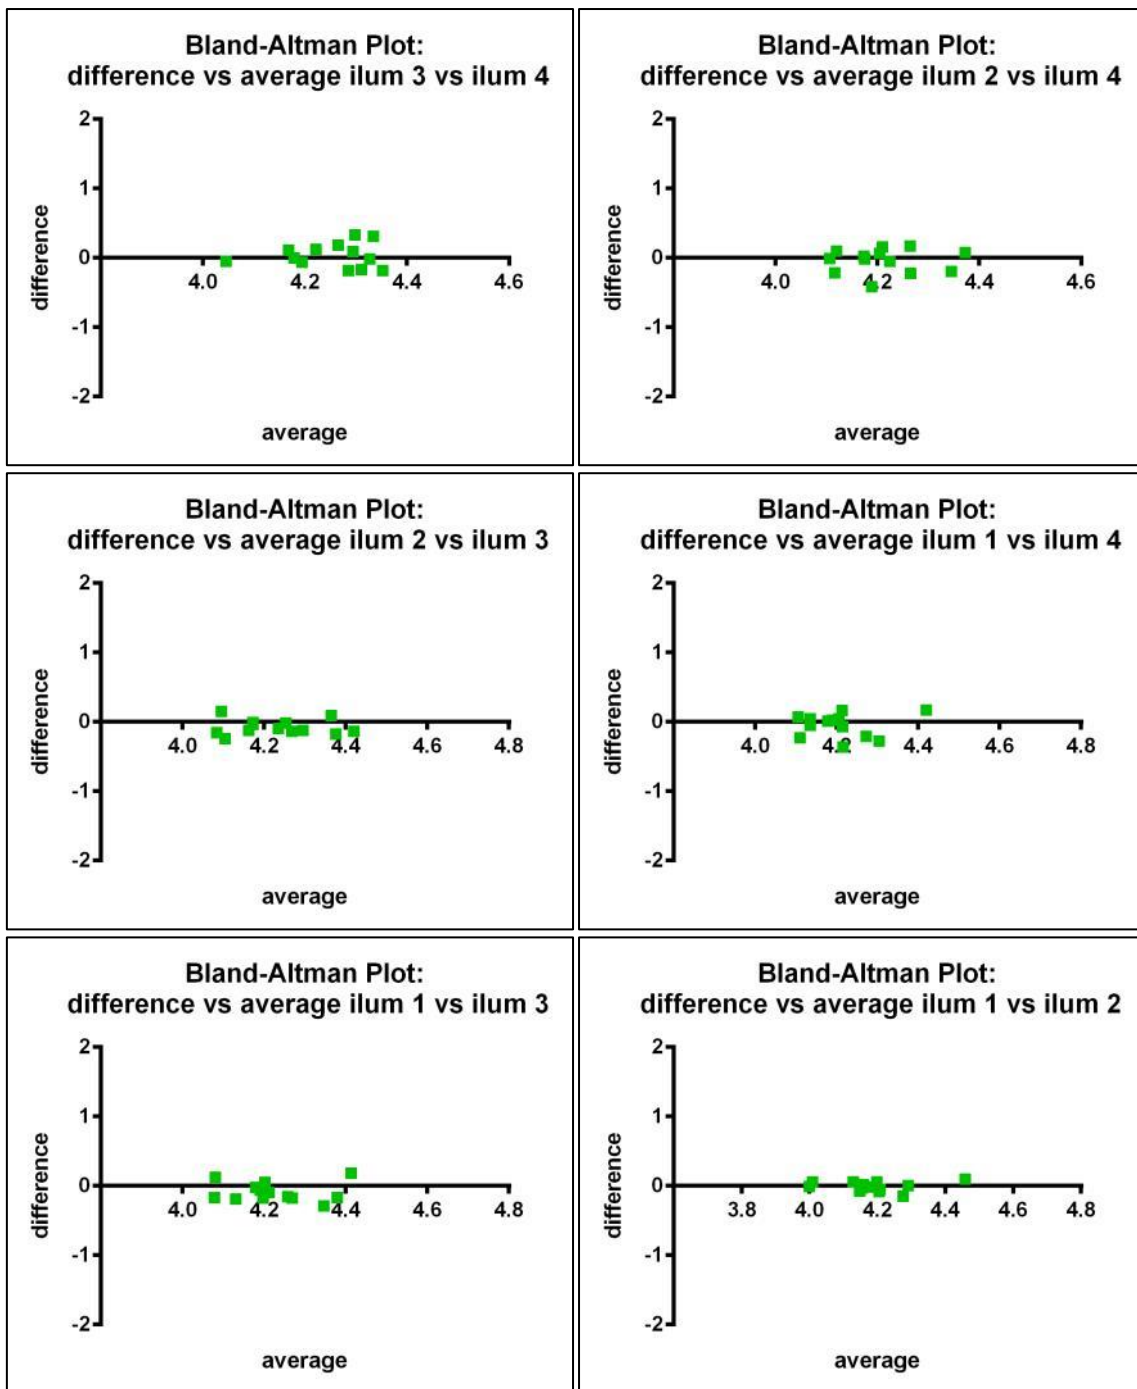 Bland-Altman Plot:
difference vs average ilum 3 vs ilum 4
2
1
0
-1
-2
difference
4.0 4.2 4.4 4.6
average
Bland-Altman Plot:
difference vs average ilum 2 vs ilum 4
2
1
0
-1
-2
difference
4.0 4.2 4.4 4.6
average
Bland-Altman Plot:
difference vs average ilum 2 vs ilum 3
2
1
0
-1
-2
difference
4.0 4.2 4.4 4.6 4.8
average
Bland-Altman Plot:
difference vs average ilum 1 vs ilum 4
2
1
0
-1
-2
difference
4.0 4.2 4.4 4.6 4.8
average
Bland-Altman Plot:
difference vs average ilum 1 vs ilum 3
2
1
0
-1
-2
difference
4.0 4.2 4.4 4.6 4.8
average
Bland-Altman Plot:
difference vs average ilum 1 vs ilum 2
2
1
0
-1
-2
difference
3.8 4.0 4.2 4.4 4.6 4.8
average